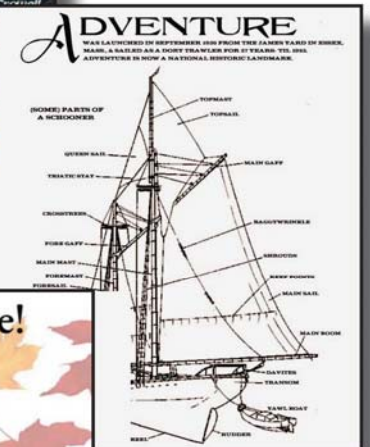 ADVENTURE
WAS LAUNCHED IN SEPTEMBER 1926 FROM THE JAMES YARD IN ESSEX,
MASS., & SAILED AS A DORY TRAWLER FOR 27 YEARS- TIL 1953.
ADVENTURE IS NOW A NATIONAL HISTORIC LANDMARK.
(SOME) PARTS OF
A SCHOONER
TOPMAST
TOPSAIL
QUEEN SAIL
MAIN GAFF
TRIATIC STAY
CROSSTREES
BAGGYWRINKLE
FORE GAFF
SHROUDS
MAIN MAST
FOREMAST
REEF POINTS
FORESAIL
MAIN SAIL
e!
MAIN BOOM
DAVITES
TRANSOM
YAWL BOAT
RUDDER
KEEL